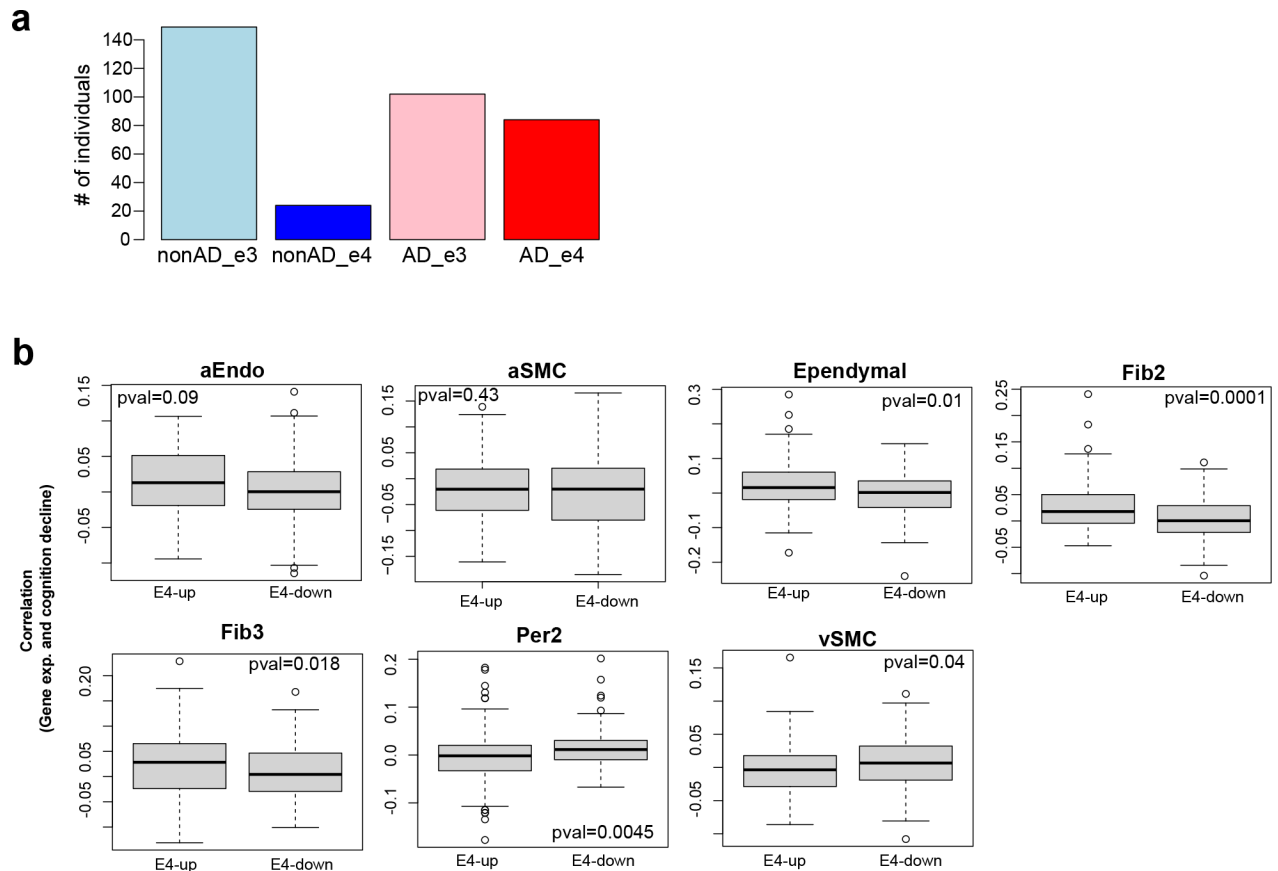 a
# of individuals
140
120
100
80
60
40
20
0
nonAD_e3
nonAD_e4
AD_e3
AD_e4
b
Correlation
(Gene exp. and cognition decline)
aEndo
pval=0.09
0.15
0.05
−0.05
E4-up
E4-down
aSMC
pval=0.43
0.15
0.05
−0.05
−0.15
E4-up
E4-down
Ependymal
pval=0.01
0.3
0.1
−0.1
−0.2
E4-up
E4-down
Fib2
pval=0.0001
0.25
0.15
0.05
−0.05
E4-up
E4-down
Fib3
pval=0.018
0.20
0.05
−0.05
E4-up
E4-down
Per2
0.2
0.1
0.0
−0.1
pval=0.0045
E4-up
E4-down
vSMC
pval=0.04
0.15
0.05
−0.05
E4-up
E4-down